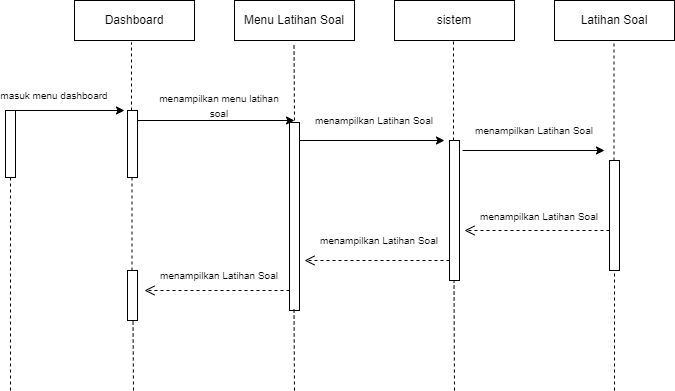 Dashboard
Menu Latihan Soal
sistem
Latihan Soal
masuk menu dashboard
menampilkan menu latihan
soal
menampilkan Latihan Soal
menampilkan Latihan Soal
menampilkan Latihan Soal
menampilkan Latihan Soal
menampilkan Latihan Soal